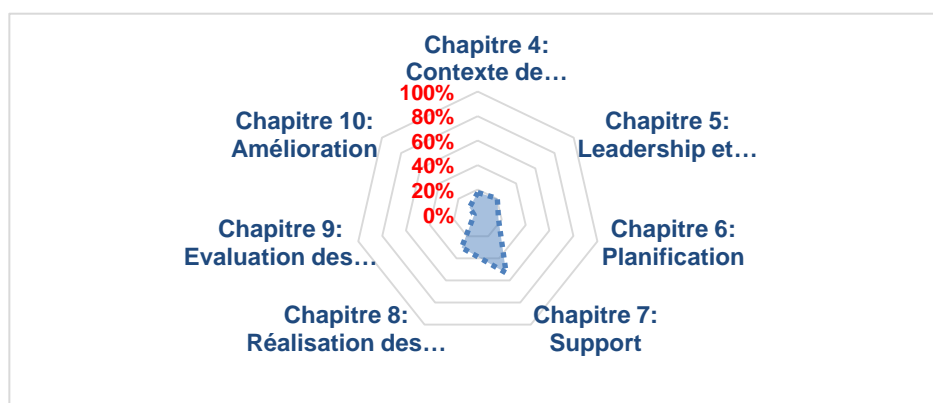 Chapitre 4:
Contexte de…
100%
80%
60%
40%
20%
0%
Chapitre 5:
Leadership et…
Chapitre 6:
Planification
Chapitre 7:
Support
Chapitre 8:
Réalisation des…
Chapitre 9:
Evaluation des…
Chapitre 10:
Amélioration